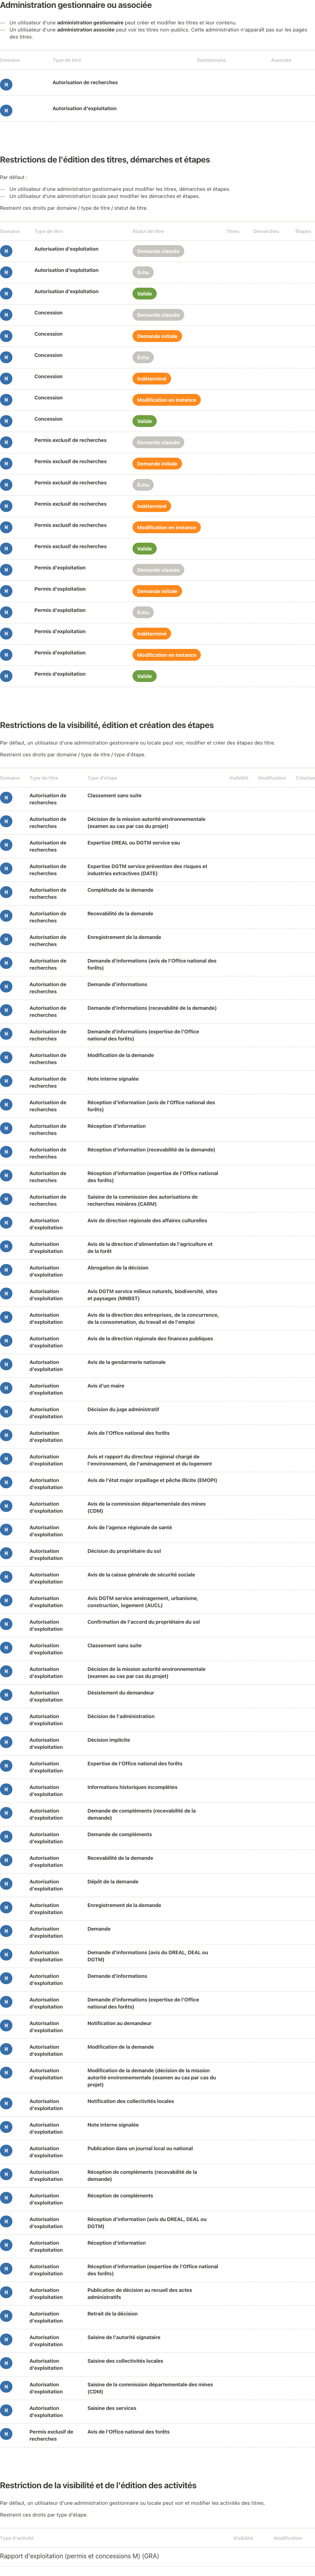 Administration gestionnaire ou associée
— Un utilisateur d'une administration gestionnaire peut créer et modifier les titres et leur contenu.
— Un utilisateur d'une administration associée peut voir les titres non-publics. Cette administration n'apparaît pas sur les pages
des titres.
Domaine Type de titre Gestionnaire Associée
M Autorisation de recherches
M Autorisation d'exploitation
Restrictions de l'édition des titres, démarches et étapes
Par défaut :
— Un utilisateur d'une administration gestionnaire peut modifier les titres, démarches et étapes.
— Un utilisateur d'une administration locale peut modifier les démarches et étapes.
Restreint ces droits par domaine / type de titre / statut de titre.
Domaine Type de titre Statut de titre Titres Démarches Étapes
M Autorisation d'exploitation Demande classée
M Autorisation d'exploitation Échu
M Autorisation d'exploitation Valide
M Concession Demande classée
M Concession Demande initiale
M Concession Échu
M Concession Indéterminé
M Concession Modification en instance
M Concession Valide
M Permis exclusif de recherches Demande classée
M Permis exclusif de recherches Demande initiale
M Permis exclusif de recherches Échu
M Permis exclusif de recherches Indéterminé
M Permis exclusif de recherches Modification en instance
M Permis exclusif de recherches Valide
M Permis d'exploitation Demande classée
M Permis d'exploitation Demande initiale
M Permis d'exploitation Échu
M Permis d'exploitation Indéterminé
M Permis d'exploitation Modification en instance
M Permis d'exploitation Valide
Restrictions de la visibilité, édition et création des étapes
Par défaut, un utilisateur d'une administration gestionnaire ou locale peut voir, modifier et créer des étapes des titre.
Restreint ces droits par domaine / type de titre / type d'étape.
Domaine Type de titre Type d'étape Visibilité Modification Création
M Autorisation de Classement sans suite
recherches
M Autorisation de Décision de la mission autorité environnementale
recherches (examen au cas par cas du projet)
M Autorisation de Expertise DREAL ou DGTM service eau
recherches
M Autorisation de Expertise DGTM service prévention des risques et
recherches industries extractives (DATE)
M Autorisation de Complétude de la demande
recherches
M Autorisation de Recevabilité de la demande
recherches
M Autorisation de Enregistrement de la demande
recherches
M Autorisation de Demande d'informations (avis de l'Office national des
recherches forêts)
M Autorisation de Demande d'informations
recherches
M Autorisation de Demande d'informations (recevabilité de la demande)
recherches
M Autorisation de Demande d'informations (expertise de l'Office
recherches national des forêts)
M Autorisation de Modification de la demande
recherches
M Autorisation de Note interne signalée
recherches
M Autorisation de Réception d'information (avis de l'Office national des
recherches forêts)
M Autorisation de Réception d'information
recherches
M Autorisation de Réception d'information (recevabilité de la demande)
recherches
M Autorisation de Réception d'information (expertise de l'Office national
recherches des forêts)
M Autorisation de Saisine de la commission des autorisations de
recherches recherches minières (CARM)
M Autorisation Avis de direction régionale des affaires culturelles
d'exploitation
M Autorisation Avis de la direction d'alimentation de l'agriculture et
d'exploitation de la forêt
M Autorisation Abrogation de la décision
d'exploitation
M Autorisation Avis DGTM service milieux naturels, biodiversité, sites
d'exploitation et paysages (MNBST)
M Autorisation Avis de la direction des entreprises, de la concurrence,
d'exploitation de la consommation, du travail et de l'emploi
M Autorisation Avis de la direction régionale des finances publiques
d'exploitation
M Autorisation Avis de la gendarmerie nationale
d'exploitation
M Autorisation Avis d'un maire
d'exploitation
M Autorisation Décision du juge administratif
d'exploitation
M Autorisation Avis de l'Office national des forêts
d'exploitation
M Autorisation Avis et rapport du directeur régional chargé de
d'exploitation l'environnement, de l'aménagement et du logement
M Autorisation Avis de l'état major orpaillage et pêche illicite (EMOPI)
d'exploitation
M Autorisation Avis de la commission départementale des mines
d'exploitation (CDM)
M Autorisation Avis de l'agence régionale de santé
d'exploitation
M Autorisation Décision du propriétaire du sol
d'exploitation
M Autorisation Avis de la caisse générale de sécurité sociale
d'exploitation
M Autorisation Avis DGTM service aménagement, urbanisme,
d'exploitation construction, logement (AUCL)
M Autorisation Confirmation de l'accord du propriétaire du sol
d'exploitation
M Autorisation Classement sans suite
d'exploitation
M Autorisation Décision de la mission autorité environnementale
d'exploitation (examen au cas par cas du projet)
M Autorisation Désistement du demandeur
d'exploitation
M Autorisation Décision de l'administration
d'exploitation
M Autorisation Décision implicite
d'exploitation
M Autorisation Expertise de l'Office national des forêts
d'exploitation
M Autorisation Informations historiques incomplètes
d'exploitation
M Autorisation Demande de compléments (recevabilité de la
d'exploitation demande)
M Autorisation Demande de compléments
d'exploitation
M Autorisation Recevabilité de la demande
d'exploitation
M Autorisation Dépôt de la demande
d'exploitation
M Autorisation Enregistrement de la demande
d'exploitation
M Autorisation Demande
d'exploitation
M Autorisation Demande d'informations (avis du DREAL, DEAL ou
d'exploitation DGTM)
M Autorisation Demande d'informations
d'exploitation
M Autorisation Demande d'informations (expertise de l'Office
d'exploitation national des forêts)
M Autorisation Notification au demandeur
d'exploitation
M Autorisation Modification de la demande
d'exploitation
M Autorisation Modification de la demande (décision de la mission
d'exploitation autorité environnementale (examen au cas par cas du
projet)
M Autorisation Notification des collectivités locales
d'exploitation
M Autorisation Note interne signalée
d'exploitation
M Autorisation Publication dans un journal local ou national
d'exploitation
M Autorisation Réception de compléments (recevabilité de la
d'exploitation demande)
M Autorisation Réception de compléments
d'exploitation
M Autorisation Réception d'information (avis du DREAL, DEAL ou
d'exploitation DGTM)
M Autorisation Réception d'information
d'exploitation
M Autorisation Réception d'information (expertise de l'Office national
d'exploitation des forêts)
M Autorisation Publication de décision au recueil des actes
d'exploitation administratifs
M Autorisation Retrait de la décision
d'exploitation
M Autorisation Saisine de l'autorité signataire
d'exploitation
M Autorisation Saisine des collectivités locales
d'exploitation
M Autorisation Saisine de la commission départementale des mines
d'exploitation (CDM)
M Autorisation Saisine des services
d'exploitation
M Permis exclusif de Avis de l'Office national des forêts
recherches
Restriction de la visibilité et de l'édition des activités
Par défaut, un utilisateur d'une administration gestionnaire ou locale peut voir et modifier les activités des titres.
Restreint ces droits par type d'étape.
Type d'activité Visibilité Modification
Rapport d'exploitation (permis et concessions M) (GRA)